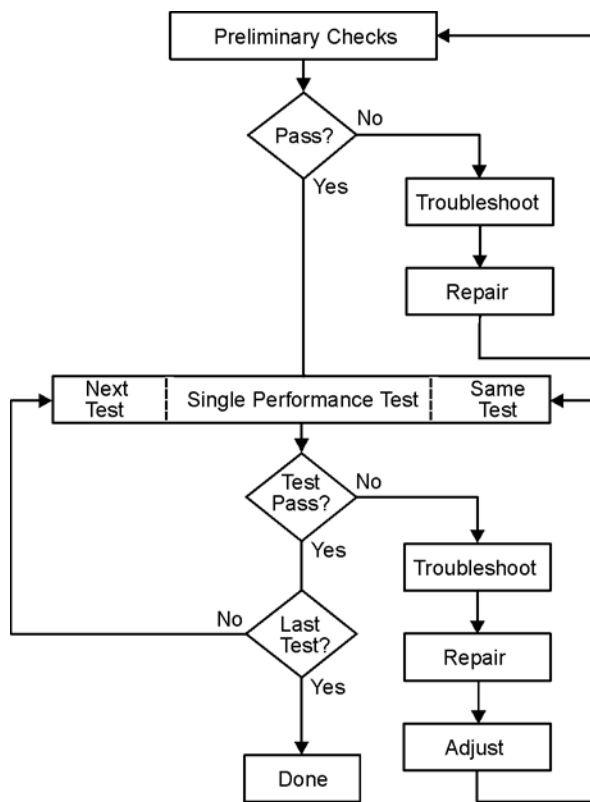 Preliminary Checks
Pass?
No
Yes
Troubleshoot
Repair
Next
Test
Single Performance Test
Same
Test
Test
Pass?
No
Yes
Troubleshoot
No
Last
Test?
Repair
Yes
Adjust
Done